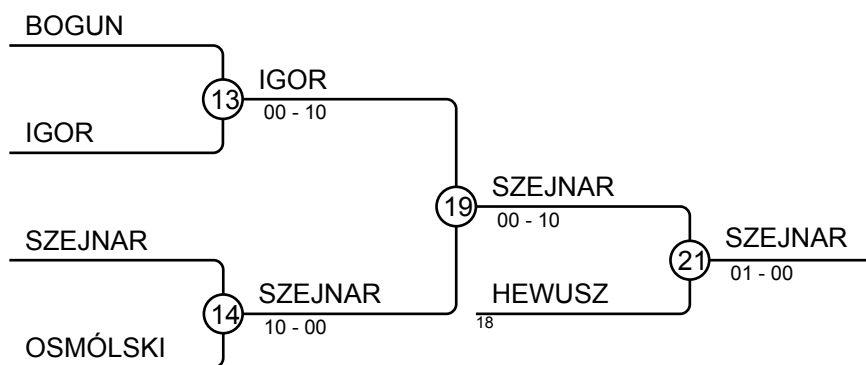 BOGUN
13
IGOR
00 - 10
IGOR
19
SZEJNAR
00 - 10
SZEJNAR
21
SZEJNAR
01 - 00
14
SZEJNAR
10 - 00
HEWUSZ
18
OSMÓLSKI